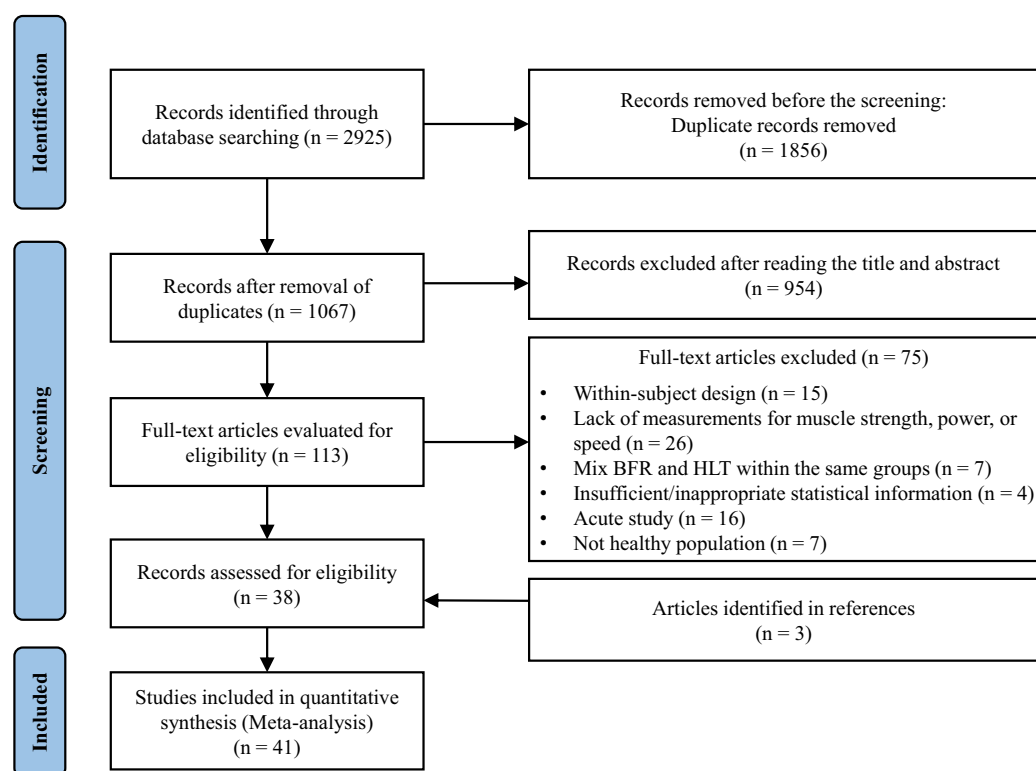 Identification
Records identified through
database searching (n = 2925)
Records removed before the screening:
Duplicate records removed
(n = 1856)
Screening
Records after removal of
duplicates (n = 1067)
Records excluded after reading the title and abstract
(n = 954)
Full-text articles evaluated for
eligibility (n = 113)
Full-text articles excluded (n = 75)
• Within-subject design (n = 15)
• Lack of measurements for muscle strength, power, or
speed (n = 26)
• Mix BFR and HLT within the same groups (n = 7)
• Insufficient/inappropriate statistical information (n = 4)
• Acute study (n = 16)
• Not healthy population (n = 7)
Records assessed for eligibility
(n = 38)
Articles identified in references
(n = 3)
Included
Studies included in quantitative
synthesis (Meta-analysis)
(n = 41)